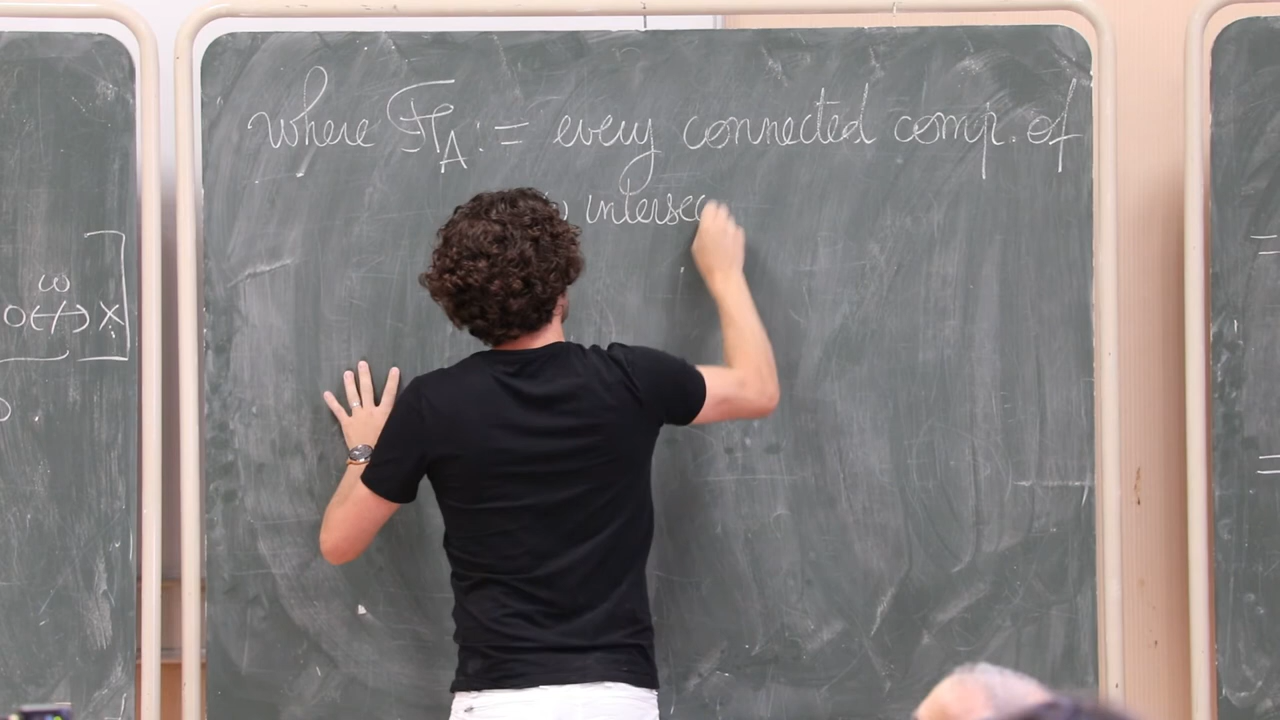 where 𝓕_A := every connected comp. of
intersec
ω
0 ↮ X
=
=